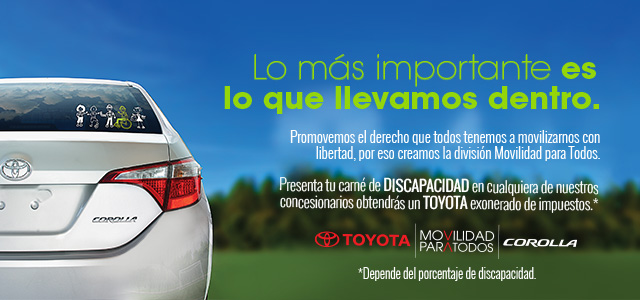 Lo más importante es
lo que llevamos dentro.
Promovemos el derecho que todos tenemos a movilizarnos con
libertad, por eso creamos la división Movilidad para Todos.
Presenta tu carné de DISCAPACIDAD en cualquiera de nuestros
concesionarios obtendrás un TOYOTA exonerado de impuestos.*
TOYOTA MOVILIDAD PARA TODOS COROLLA
*Depende del porcentaje de discapacidad.
COROLLA